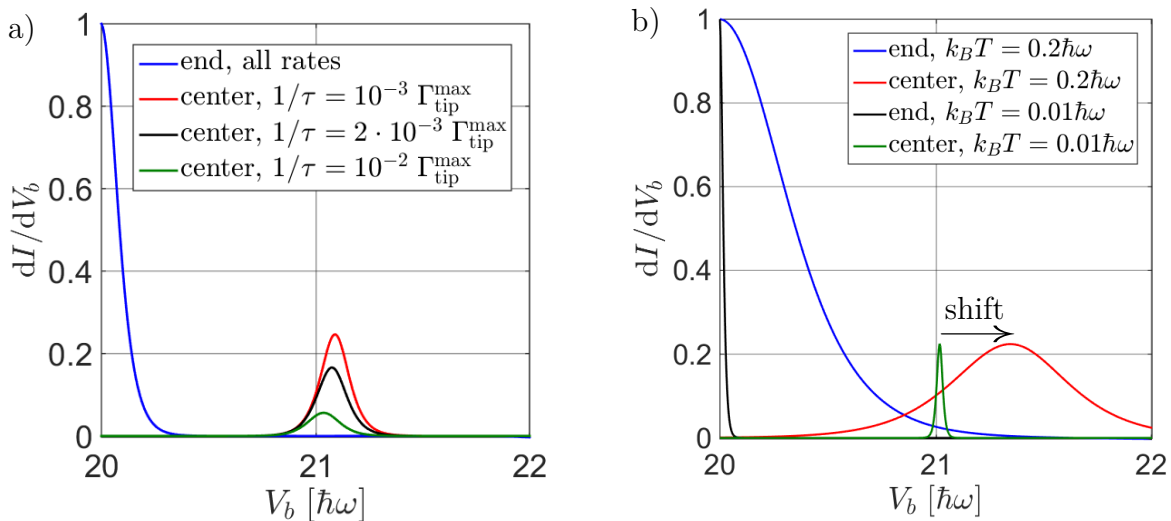 a)
end, all rates
center, 1/τ = 10⁻³ Γ_tip^max
center, 1/τ = 2 · 10⁻³ Γ_tip^max
center, 1/τ = 10⁻² Γ_tip^max
dI/dV_b
1
0.8
0.6
0.4
0.2
0
20
21
22
V_b [ħω]
b)
end, k_BT = 0.2ħω
center, k_BT = 0.2ħω
end, k_BT = 0.01ħω
center, k_BT = 0.01ħω
shift
dI/dV_b
1
0.8
0.6
0.4
0.2
0
20
21
22
V_b [ħω]